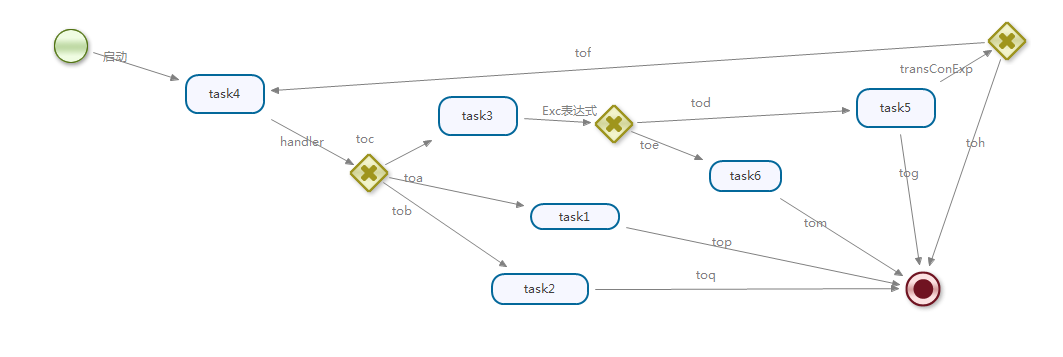 启动
tof
transConExp
task4
task3
Exc表达式
tod
task5
handler
toc
toe
toh
toa
task6
tog
tob
task1
tom
top
task2
toq